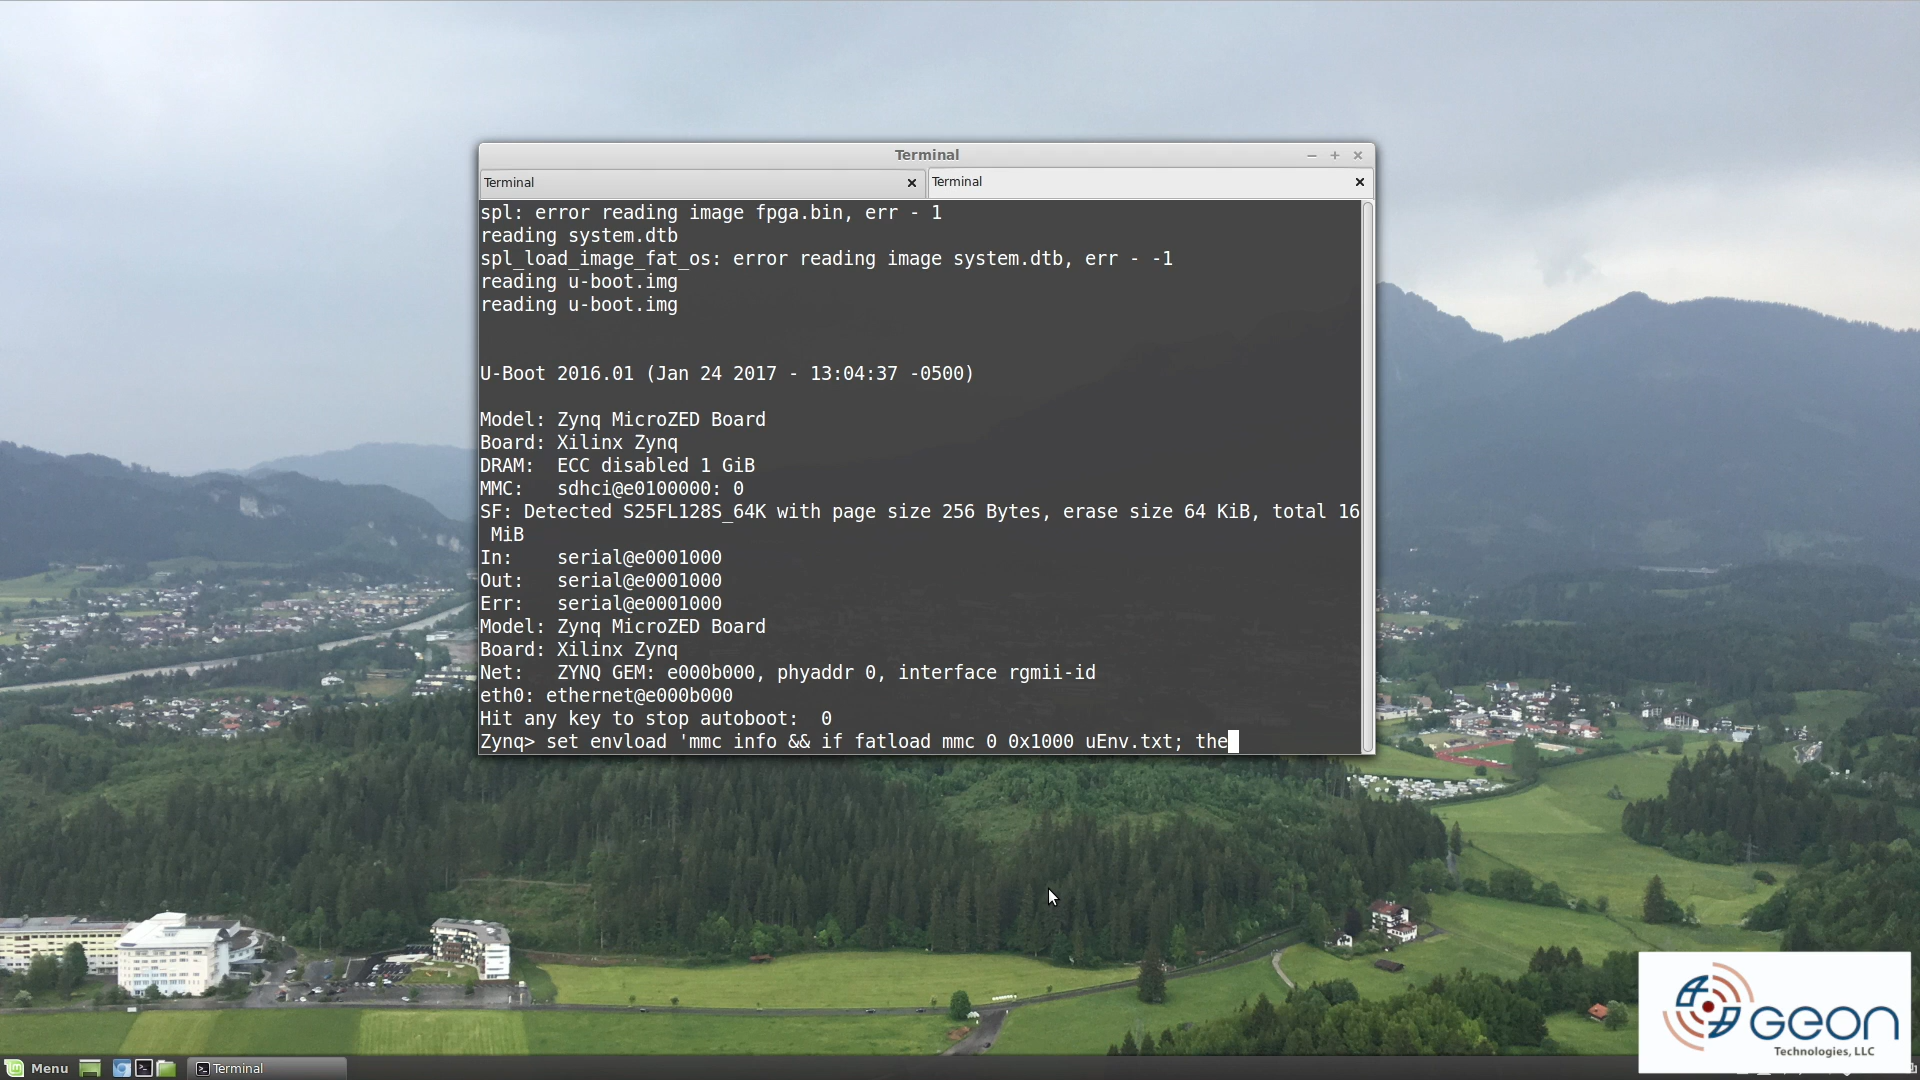 Terminal
Terminal
Terminal
spl: error reading image fpga.bin, err - 1
reading system.dtb
spl_load_image_fat_os: error reading image system.dtb, err - -1
reading u-boot.img
reading u-boot.img
U-Boot 2016.01 (Jan 24 2017 - 13:04:37 -0500)
Model: Zynq MicroZED Board
Board: Xilinx Zynq
DRAM:  ECC disabled 1 GiB
MMC:   sdhci@e0100000: 0
SF: Detected S25FL128S_64K with page size 256 Bytes, erase size 64 KiB, total 16
 MiB
In:    serial@e0001000
Out:   serial@e0001000
Err:   serial@e0001000
Model: Zynq MicroZED Board
Board: Xilinx Zynq
Net:   ZYNQ GEM: e000b000, phyaddr 0, interface rgmii-id
eth0: ethernet@e000b000
Hit any key to stop autoboot:  0
Zynq> set envload 'mmc info && if fatload mmc 0 0x1000 uEnv.txt; the
GEON
Technologies, LLC
Menu
Terminal